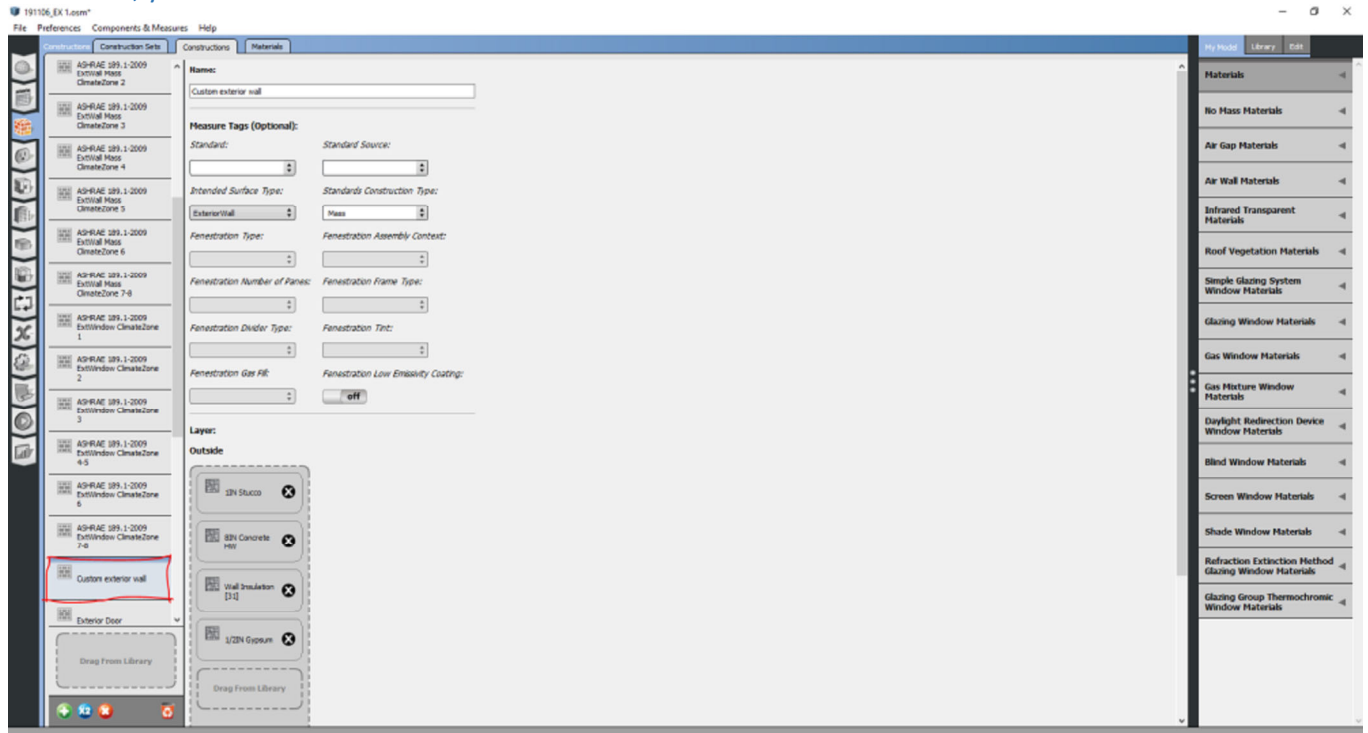 191106_EX 1.osm*
File Preferences Components & Measures Help
Constructions Construction Sets Constructions Materials
My Model Library Edit
ASHRAE 189.1-2009
ExtWall Mass
ClimateZone 2
ASHRAE 189.1-2009
ExtWall Mass
ClimateZone 3
ASHRAE 189.1-2009
ExtWall Mass
ClimateZone 4
ASHRAE 189.1-2009
ExtWall Mass
ClimateZone 5
ASHRAE 189.1-2009
ExtWall Mass
ClimateZone 6
ASHRAE 189.1-2009
ExtWall Mass
ClimateZone 7-8
ASHRAE 189.1-2009
ExtWindow ClimateZone
1
ASHRAE 189.1-2009
ExtWindow ClimateZone
2
ASHRAE 189.1-2009
ExtWindow ClimateZone
3
ASHRAE 189.1-2009
ExtWindow ClimateZone
4-5
ASHRAE 189.1-2009
ExtWindow ClimateZone
6
ASHRAE 189.1-2009
ExtWindow ClimateZone
7-8
Custom exterior wall
Exterior Door
Drag From Library
X2
Name:
Custom exterior wall
Measure Tags (Optional):
Standard: Standard Source:
Intended Surface Type: Standards Construction Type:
ExteriorWall Mass
Fenestration Type: Fenestration Assembly Context:
Fenestration Number of Panes: Fenestration Frame Type:
Fenestration Divider Type: Fenestration Tint:
Fenestration Gas Fill: Fenestration Low Emissivity Coating:
off
Layer:
Outside
1IN Stucco
8IN Concrete
HW
Wall Insulation
[31]
1/2IN Gypsum
Drag From Library
Materials
No Mass Materials
Air Gap Materials
Air Wall Materials
Infrared Transparent
Materials
Roof Vegetation Materials
Simple Glazing System
Window Materials
Glazing Window Materials
Gas Window Materials
Gas Mixture Window
Materials
Daylight Redirection Device
Window Materials
Blind Window Materials
Screen Window Materials
Shade Window Materials
Refraction Extinction Method
Glazing Window Materials
Glazing Group Thermochromic
Window Materials